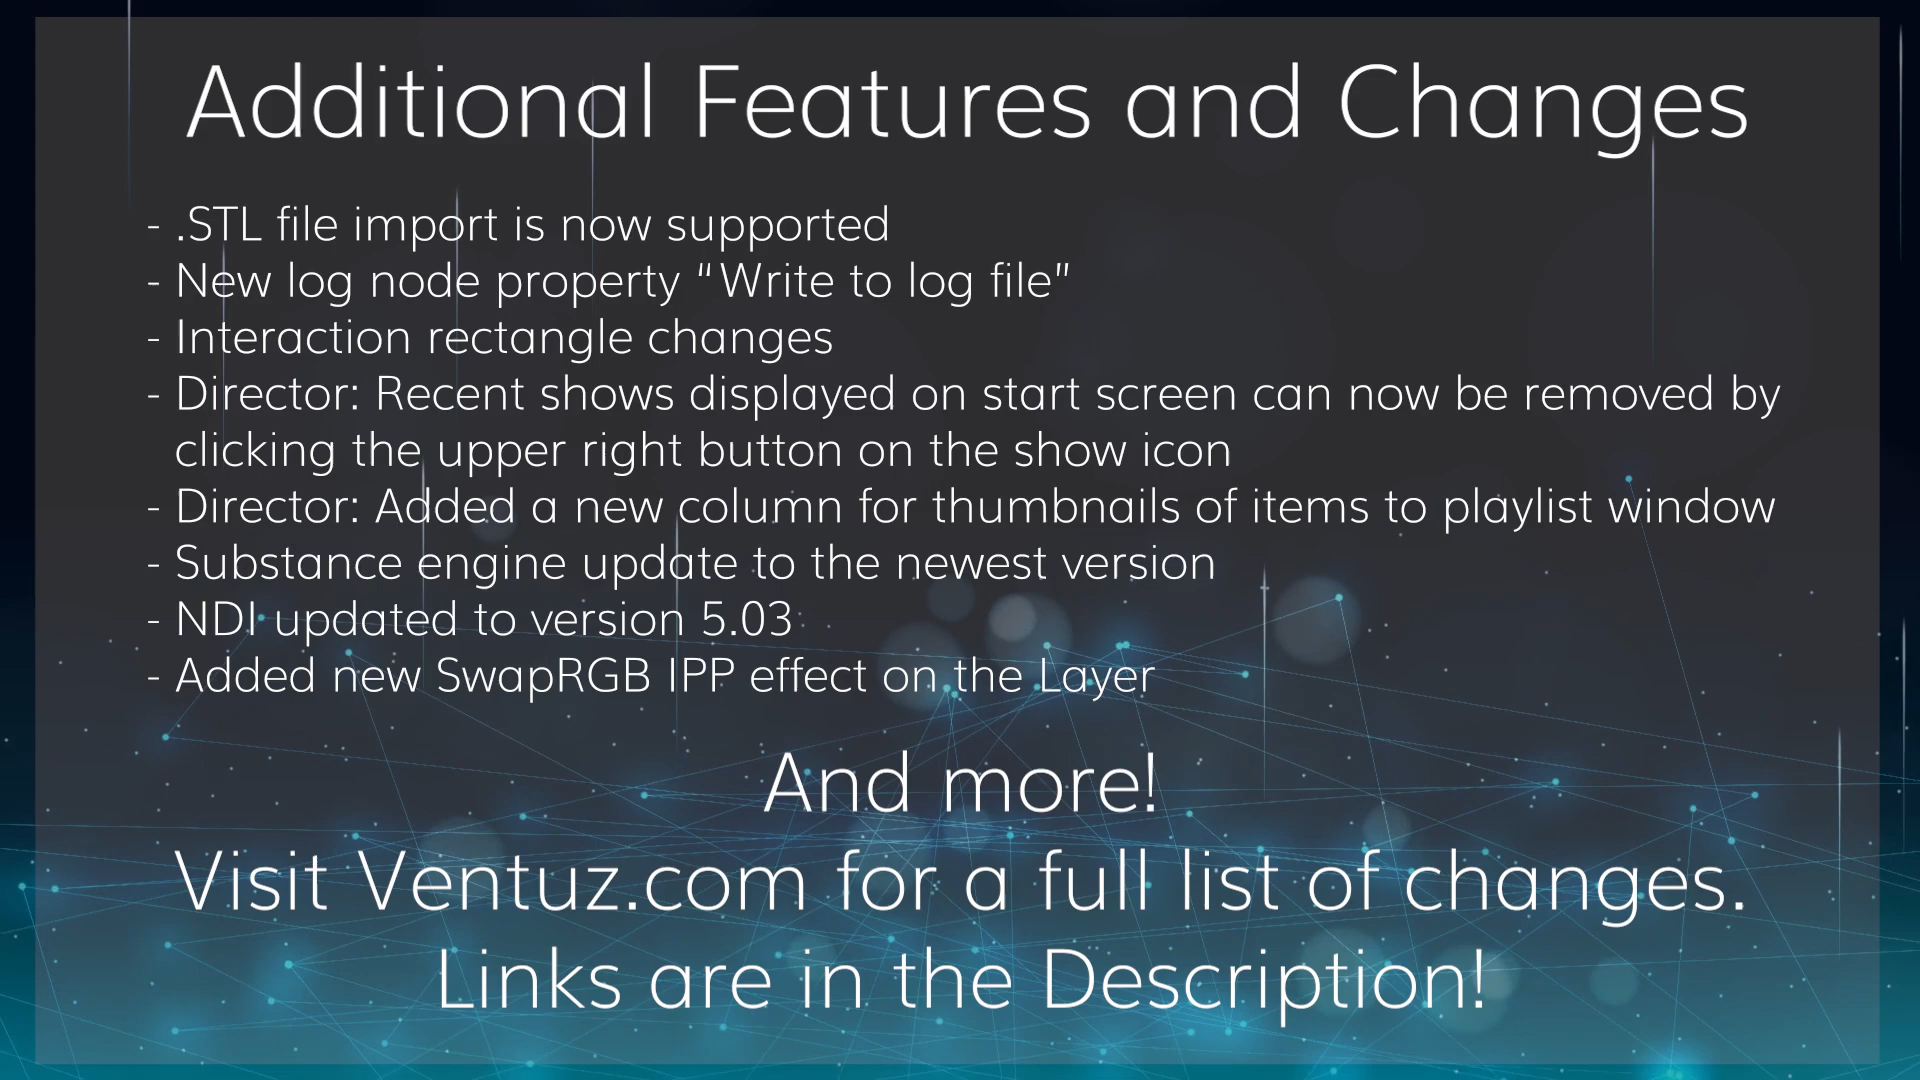 Additional Features and Changes
- .STL file import is now supported
- New log node property “Write to log file”
- Interaction rectangle changes
- Director: Recent shows displayed on start screen can now be removed by
clicking the upper right button on the show icon
- Director: Added a new column for thumbnails of items to playlist window
- Substance engine update to the newest version
- NDI updated to version 5.03
- Added new SwapRGB IPP effect on the Layer
And more!
Visit Ventuz.com for a full list of changes.
Links are in the Description!